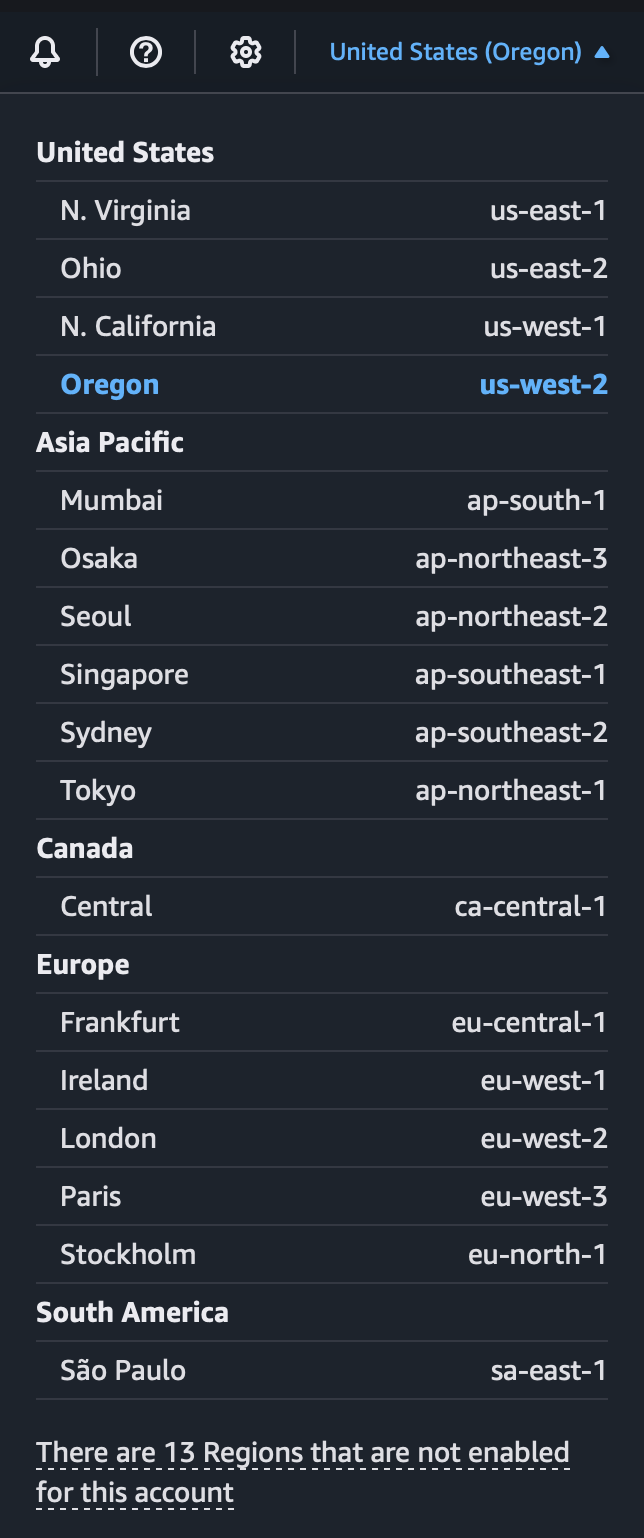 United States (Oregon)
United States
N. Virginia us-east-1
Ohio us-east-2
N. California us-west-1
Oregon us-west-2
Asia Pacific
Mumbai ap-south-1
Osaka ap-northeast-3
Seoul ap-northeast-2
Singapore ap-southeast-1
Sydney ap-southeast-2
Tokyo ap-northeast-1
Canada
Central ca-central-1
Europe
Frankfurt eu-central-1
Ireland eu-west-1
London eu-west-2
Paris eu-west-3
Stockholm eu-north-1
South America
São Paulo sa-east-1
There are 13 Regions that are not enabled
for this account